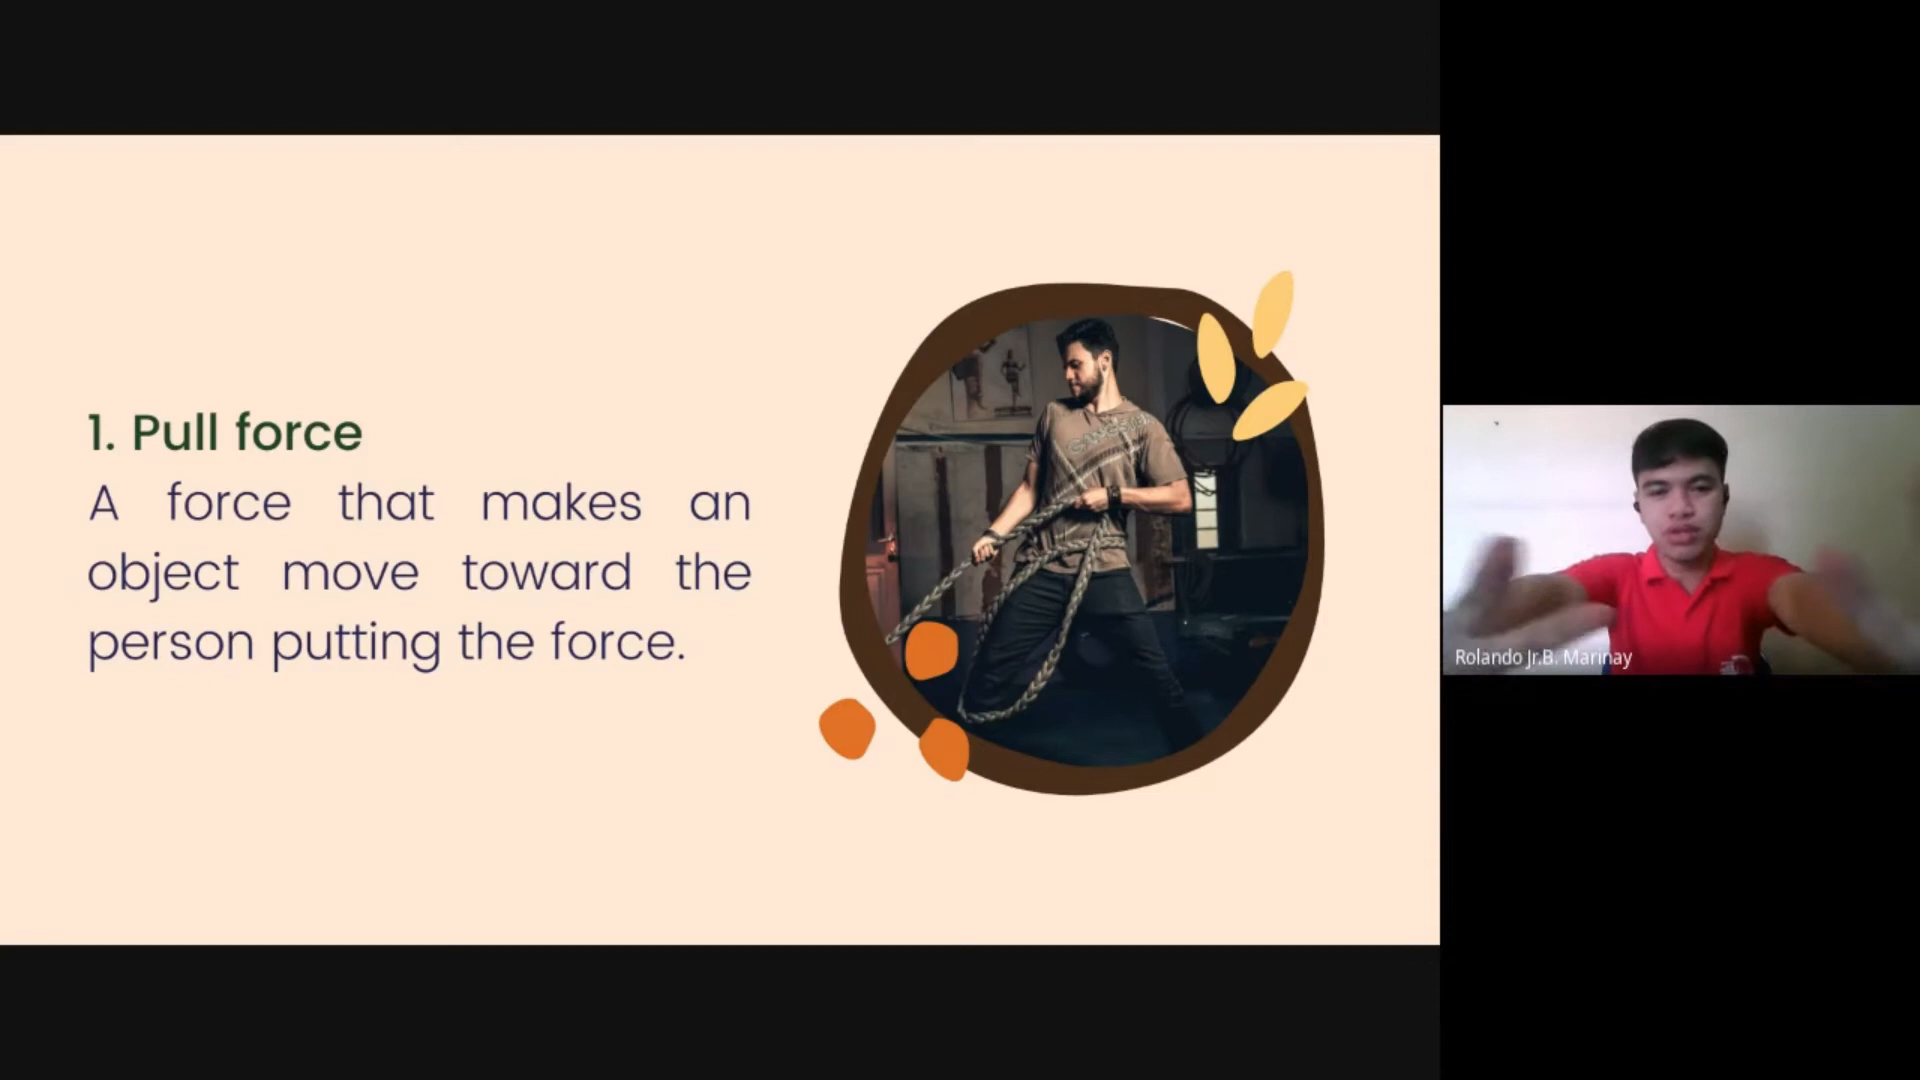 1. Pull force
A force that makes an
object move toward the
person putting the force.
Rolando Jr.B. Marinay